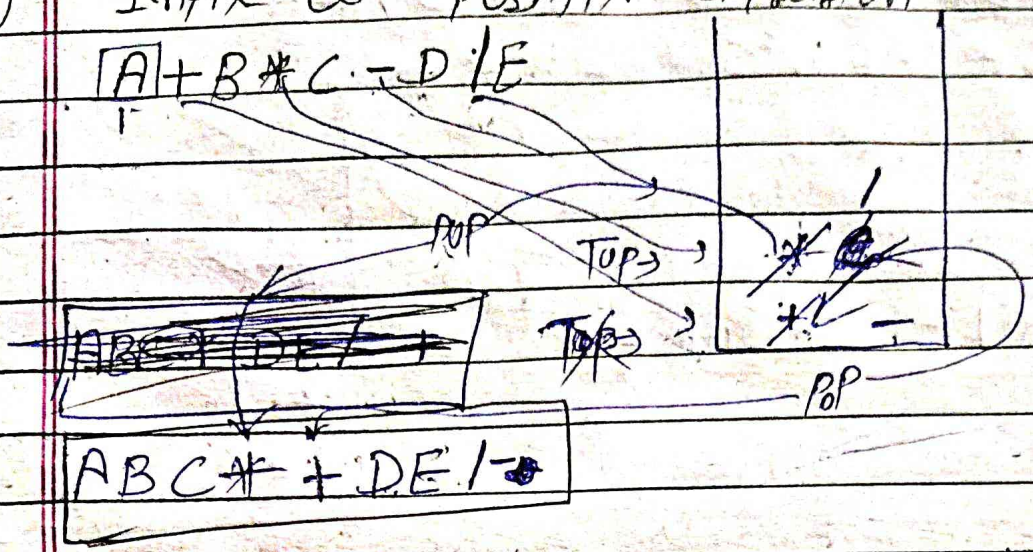 A + B * C - D / E
/
POP
TOP→ * 
+ -
TOP→
POP
ABC*+DE/-